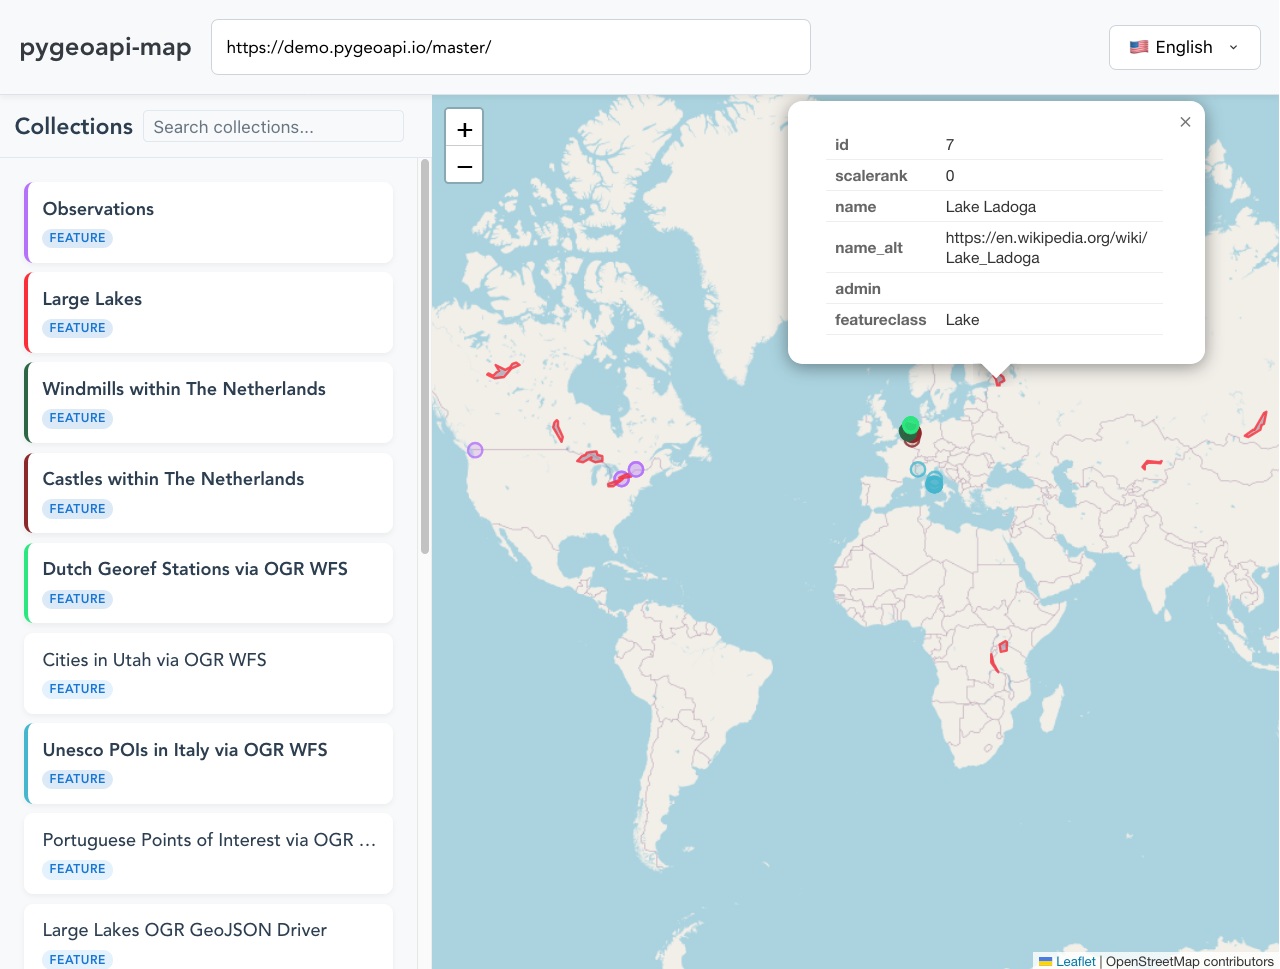 pygeoapi-map
https://demo.pygeoapi.io/master/
English
Collections
Search collections...
Observations
FEATURE
Large Lakes
FEATURE
Windmills within The Netherlands
FEATURE
Castles within The Netherlands
FEATURE
Dutch Georef Stations via OGR WFS
FEATURE
Cities in Utah via OGR WFS
FEATURE
Unesco POIs in Italy via OGR WFS
FEATURE
Portuguese Points of Interest via OGR …
FEATURE
Large Lakes OGR GeoJSON Driver
FEATURE
+
−
×
id 7
scalerank 0
name Lake Ladoga
name_alt https://en.wikipedia.org/wiki/
Lake_Ladoga
admin
featureclass Lake
Leaflet | OpenStreetMap contributors